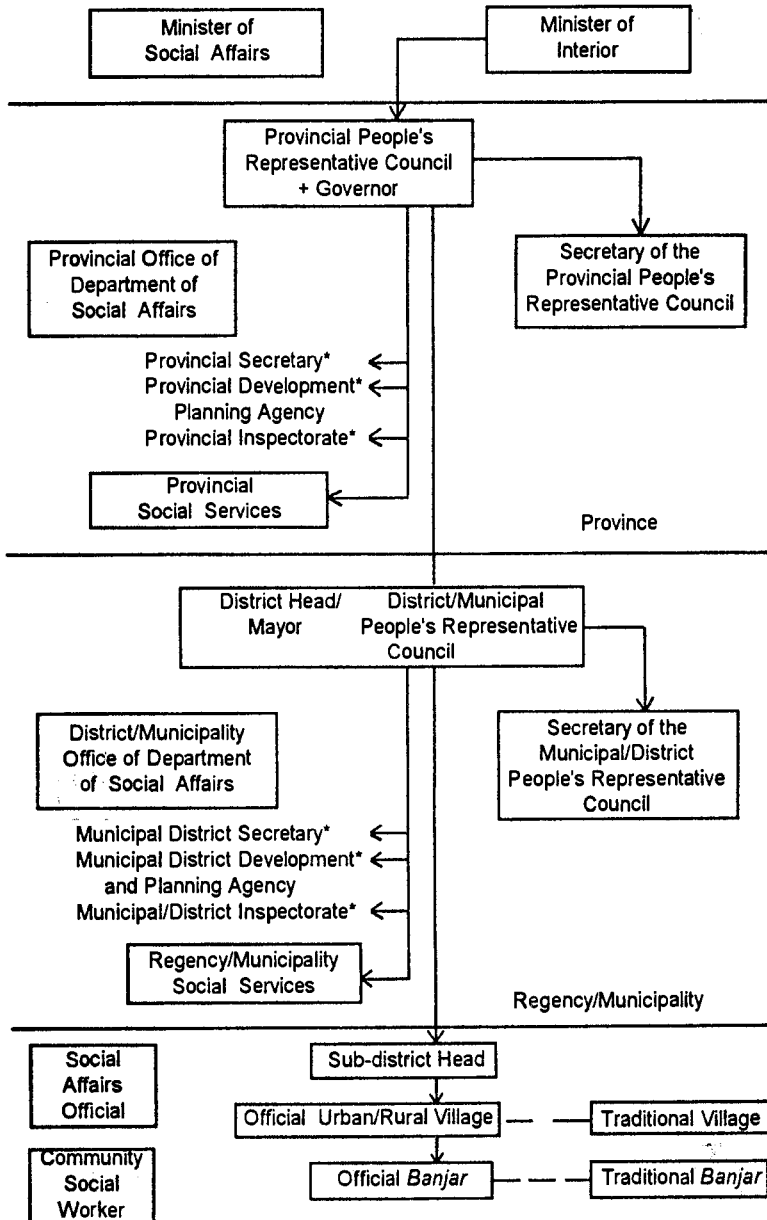 Minister of
Social Affairs
Minister of
Interior
Provincial People's
Representative Council
+ Governor
Provincial Office of
Department of
Social Affairs
Secretary of the
Provincial People's
Representative Council
Provincial Secretary*
Provincial Development*
Planning Agency
Provincial Inspectorate*
Provincial
Social Services
Province
District Head/
Mayor
District/Municipal
People's Representative
Council
District/Municipality
Office of Department
of Social Affairs
Secretary of the
Municipal/District
People's Representative
Council
Municipal District Secretary*
Municipal District Development*
and Planning Agency
Municipal/District Inspectorate*
Regency/Municipality
Social Services
Regency/Municipality
Social
Affairs
Official
Sub-district Head
Official Urban/Rural Village
Traditional Village
Community
Social
Worker
Official Banjar
Traditional Banjar